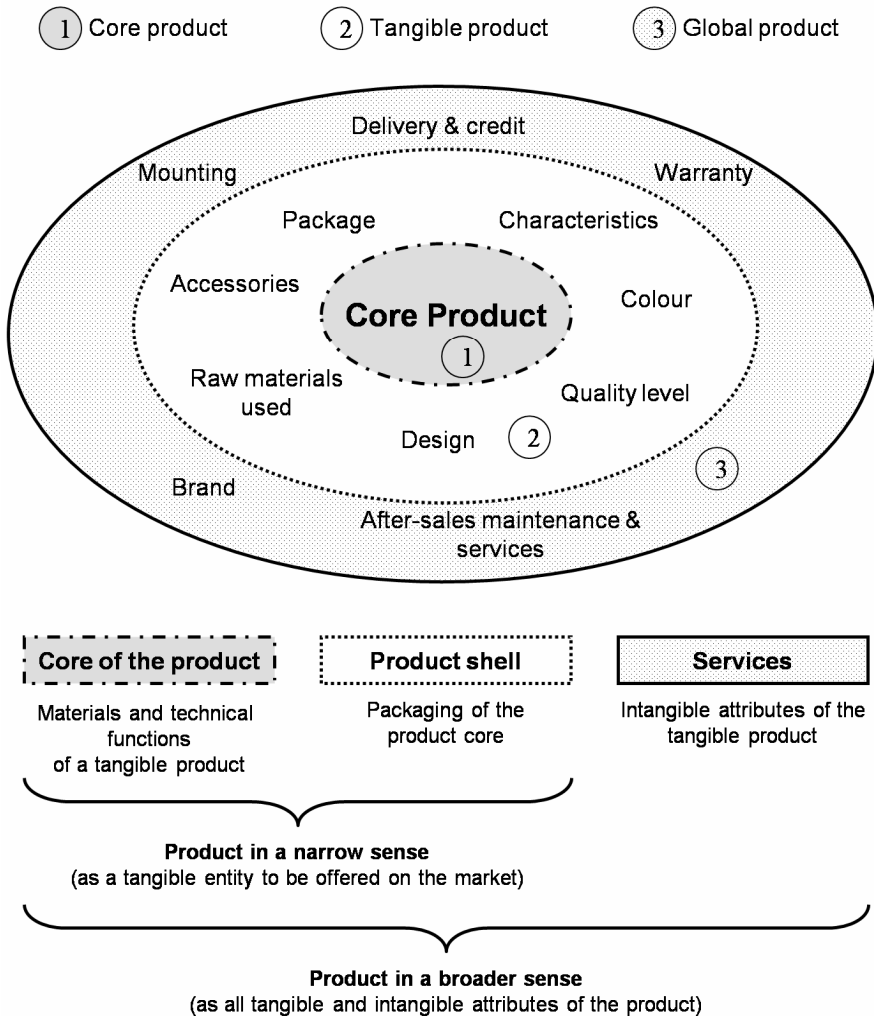 1 Core product
2 Tangible product
3 Global product
Delivery & credit
Mounting
Warranty
Package
Characteristics
Accessories
Colour
Core Product
1
Raw materials
used
Quality level
Design
2
3
Brand
After-sales maintenance &
services
Core of the product
Product shell
Services
Materials and technical
functions
of a tangible product
Packaging of the
product core
Intangible attributes of the
tangible product
Product in a narrow sense
(as a tangible entity to be offered on the market)
Product in a broader sense
(as all tangible and intangible attributes of the product)